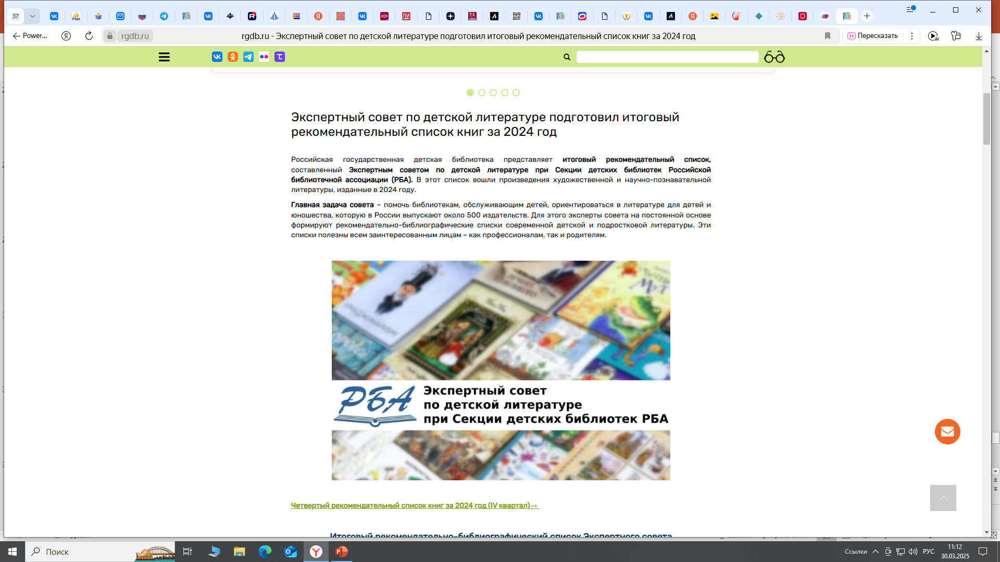 37
Power...
rgdb.ru
rgdb.ru - Экспертный совет по детской литературе подготовил итоговый рекомендательный список книг за 2024 год
Пересказать
Экспертный совет по детской литературе подготовил итоговый
рекомендательный список книг за 2024 год
Российская государственная детская библиотека представляет итоговый рекомендательный список,
составленный Экспертным советом по детской литературе при Секции детских библиотек Российской
библиотечной ассоциации (РБА). В этот список вошли произведения художественной и научно-познавательной
литературы, изданные в 2024 году.
Главная задача совета – помочь библиотекам, обслуживающим детей, ориентироваться в литературе для детей и
юношества, которую в России выпускают около 500 издательств. Для этого эксперты совета на постоянной основе
формируют рекомендательно-библиографические списки современной детской и подростковой литературы. Эти
списки полезны всем заинтересованным лицам – как профессионалам, так и родителям.
РБА
Экспертный совет
по детской литературе
при Секции детских библиотек РБА
Четвертый рекомендательный список книг за 2024 год (IV квартал)→
Итоговый рекомендательно-библиографический список Экспертного совета
Поиск
Ссылки
РУС
11:12
30.03.2025